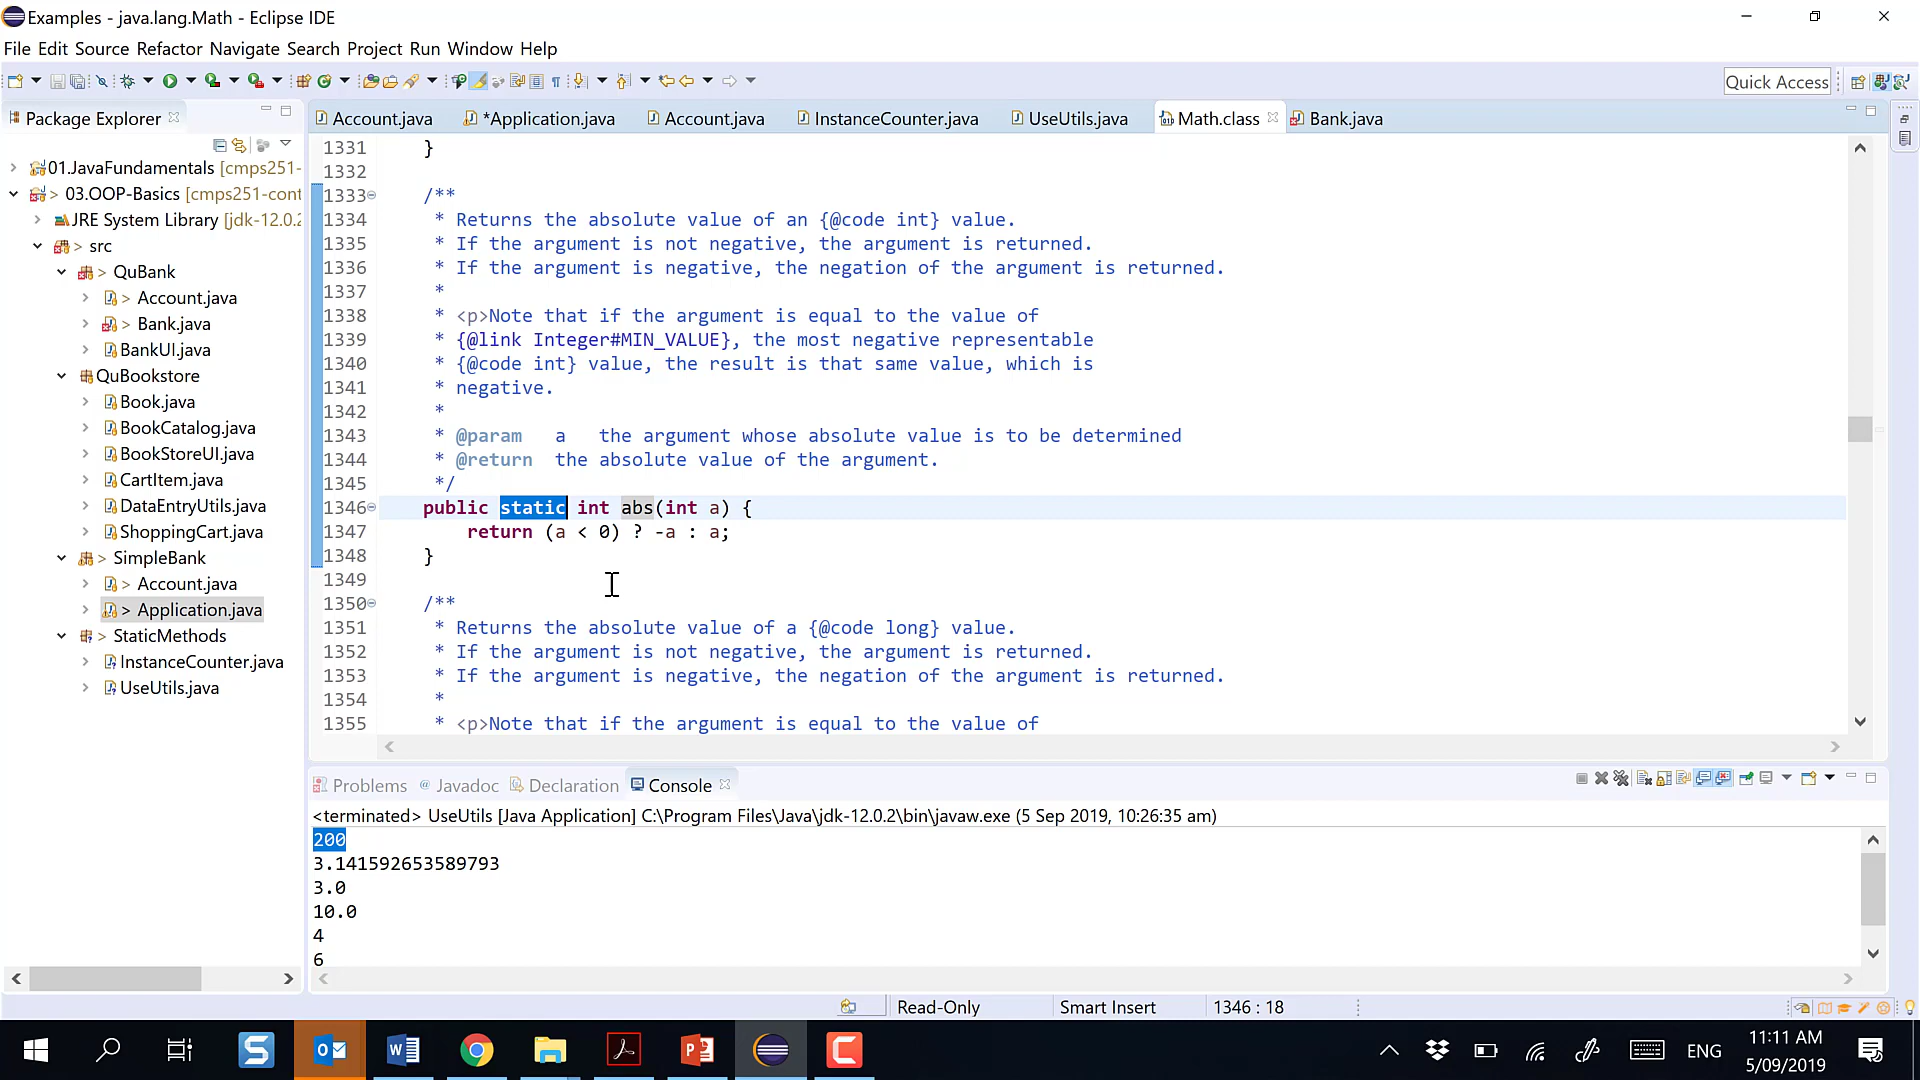 Examples - java.lang.Math - Eclipse IDE
File Edit Source Refactor Navigate Search Project Run Window Help
Quick Access
Package Explorer
Account.java *Application.java Account.java InstanceCounter.java UseUtils.java Math.class Bank.java
> 01.JavaFundamentals [cmps251-
> 03.OOP-Basics [cmps251-cont
JRE System Library [jdk-12.0.2
> src
> QuBank
> Account.java
> Bank.java
BankUI.java
QuBookstore
Book.java
BookCatalog.java
BookStoreUI.java
CartItem.java
DataEntryUtils.java
ShoppingCart.java
> SimpleBank
> Account.java
> Application.java
> StaticMethods
InstanceCounter.java
UseUtils.java
1331 }
1332
1333 /**
1334 * Returns the absolute value of an {@code int} value.
1335 * If the argument is not negative, the argument is returned.
1336 * If the argument is negative, the negation of the argument is returned.
1337 *
1338 * <p>Note that if the argument is equal to the value of
1339 * {@link Integer#MIN_VALUE}, the most negative representable
1340 * {@code int} value, the result is that same value, which is
1341 * negative.
1342 *
1343 * @param a the argument whose absolute value is to be determined
1344 * @return the absolute value of the argument.
1345 */
1346 public static int abs(int a) {
1347 return (a < 0) ? -a : a;
1348 }
1349
1350 /**
1351 * Returns the absolute value of a {@code long} value.
1352 * If the argument is not negative, the argument is returned.
1353 * If the argument is negative, the negation of the argument is returned.
1354 *
1355 * <p>Note that if the argument is equal to the value of
Problems @ Javadoc Declaration Console
<terminated> UseUtils [Java Application] C:\Program Files\Java\jdk-12.0.2\bin\javaw.exe (5 Sep 2019, 10:26:35 am)
200
3.141592653589793
3.0
10.0
4
6
Read-Only Smart Insert 1346 : 18
ENG
11:11 AM
5/09/2019